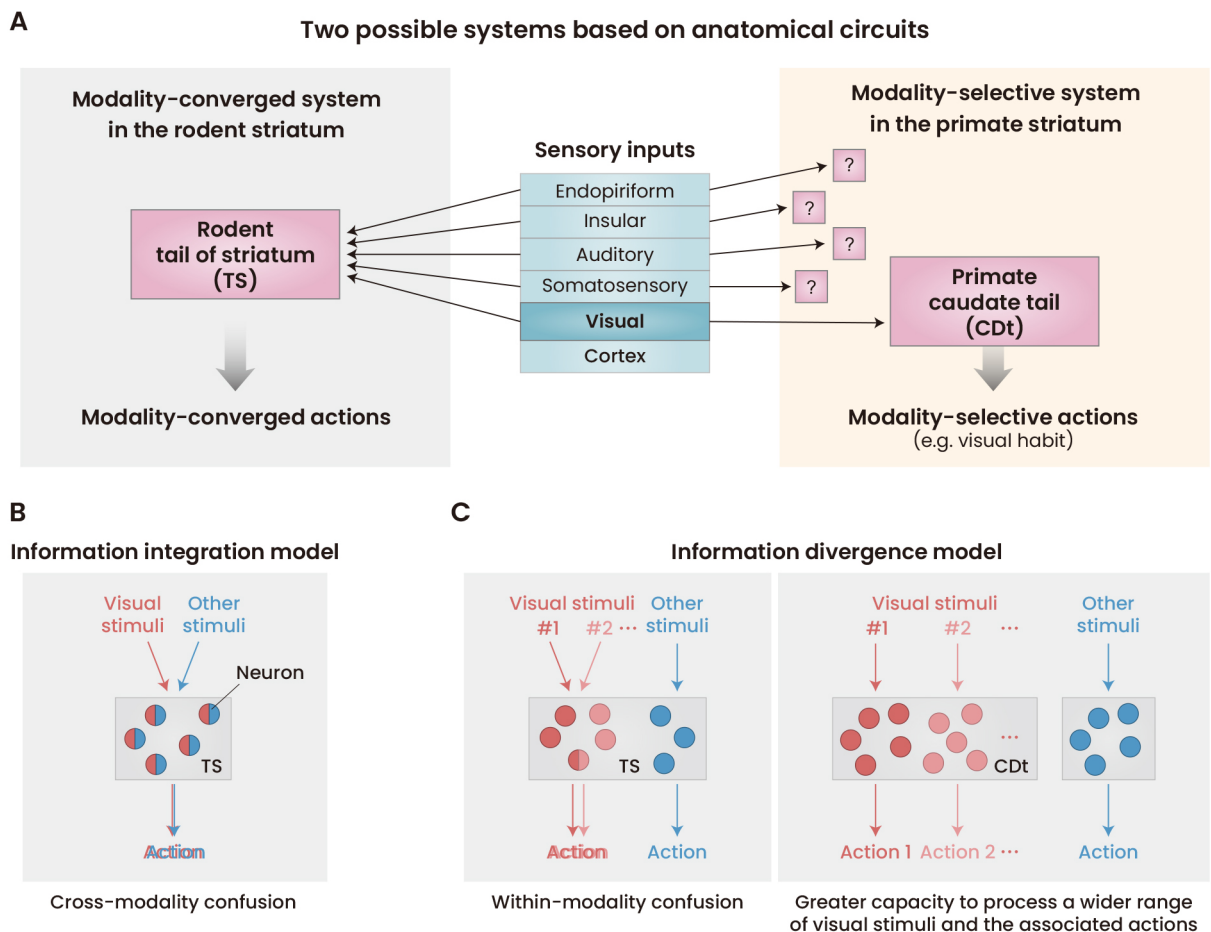 A
Two possible systems based on anatomical circuits
Modality-converged system
in the rodent striatum
Rodent
tail of striatum
(TS)
Modality-converged actions
Sensory inputs
Endopiriform
Insular
Auditory
Somatosensory
Visual
Cortex
Modality-selective system
in the primate striatum
?
?
?
?
Primate
caudate tail
(CDt)
Modality-selective actions
(e.g. visual habit)
B
Information integration model
Visual
stimuli
Other
stimuli
Neuron
TS
Action
Action
Cross-modality confusion
C
Information divergence model
Visual stimuli
#1
#2 ...
Other
stimuli
TS
Action
Action
Action
Within-modality confusion
Visual stimuli
#1
#2
...
Other
stimuli
...
CDt
Action 1
Action 2 ...
Action
Greater capacity to process a wider range
of visual stimuli and the associated actions